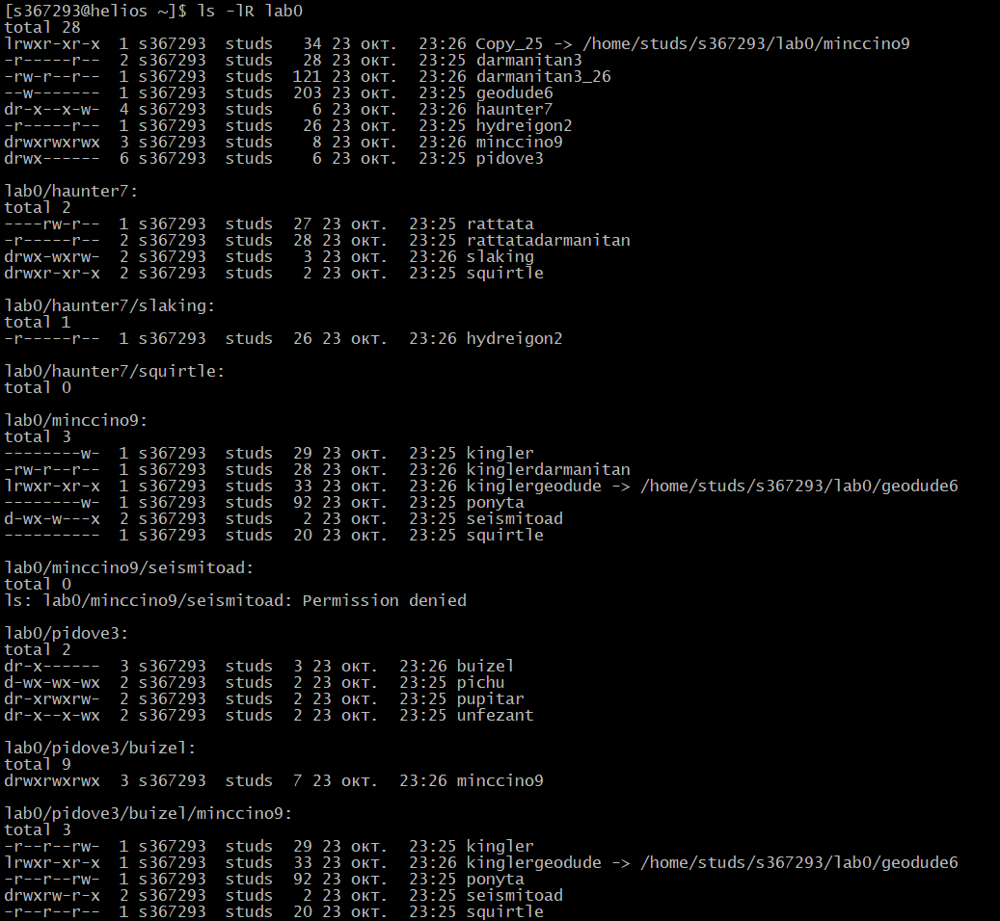 [s367293@helios ~]$ ls -lR lab0
total 28
lrwxr-xr-x  1 s367293  studs   34 23 окт.  23:26 Copy_25 -> /home/studs/s367293/lab0/minccino9
-r-----r--  2 s367293  studs   28 23 окт.  23:25 darmanitan3
-rw-r--r--  1 s367293  studs  121 23 окт.  23:26 darmanitan3_26
--w-------  1 s367293  studs  203 23 окт.  23:25 geodude6
dr-x--x-w-  4 s367293  studs    6 23 окт.  23:26 haunter7
-r-----r--  1 s367293  studs   26 23 окт.  23:25 hydreigon2
drwxrwxrwx  3 s367293  studs    8 23 окт.  23:26 minccino9
drwx------  6 s367293  studs    6 23 окт.  23:25 pidove3

lab0/haunter7:
total 2
----rw-r--  1 s367293  studs  27 23 окт.  23:25 rattata
-r-----r--  2 s367293  studs  28 23 окт.  23:25 rattatadarmanitan
drwx-wxrw-  2 s367293  studs   3 23 окт.  23:26 slaking
drwxr-xr-x  2 s367293  studs   2 23 окт.  23:25 squirtle

lab0/haunter7/slaking:
total 1
-r-----r--  1 s367293  studs  26 23 окт.  23:26 hydreigon2

lab0/haunter7/squirtle:
total 0

lab0/minccino9:
total 3
--------w-  1 s367293  studs  29 23 окт.  23:25 kingler
-rw-r--r--  1 s367293  studs  28 23 окт.  23:26 kinglerdarmanitan
lrwxr-xr-x  1 s367293  studs  33 23 окт.  23:26 kinglergeodude -> /home/studs/s367293/lab0/geodude6
--------w-  1 s367293  studs  92 23 окт.  23:25 ponyta
d-wx-w---x  2 s367293  studs   2 23 окт.  23:25 seismitoad
----------  1 s367293  studs  20 23 окт.  23:25 squirtle

lab0/minccino9/seismitoad:
total 0
ls: lab0/minccino9/seismitoad: Permission denied

lab0/pidove3:
total 2
dr-x------  3 s367293  studs  3 23 окт.  23:26 buizel
d-wx-wx-wx  2 s367293  studs  2 23 окт.  23:25 pichu
dr-xrwxrw-  2 s367293  studs  2 23 окт.  23:25 pupitar
dr-x--x-wx  2 s367293  studs  2 23 окт.  23:25 unfezant

lab0/pidove3/buizel:
total 9
drwxrwxrwx  3 s367293  studs  7 23 окт.  23:26 minccino9

lab0/pidove3/buizel/minccino9:
total 3
-r--r--rw-  1 s367293  studs  29 23 окт.  23:25 kingler
lrwxr-xr-x  1 s367293  studs  33 23 окт.  23:26 kinglergeodude -> /home/studs/s367293/lab0/geodude6
-r--r--rw-  1 s367293  studs  92 23 окт.  23:25 ponyta
drwxrw-r-x  2 s367293  studs   2 23 окт.  23:25 seismitoad
-r--r--r--  1 s367293  studs  20 23 окт.  23:25 squirtle